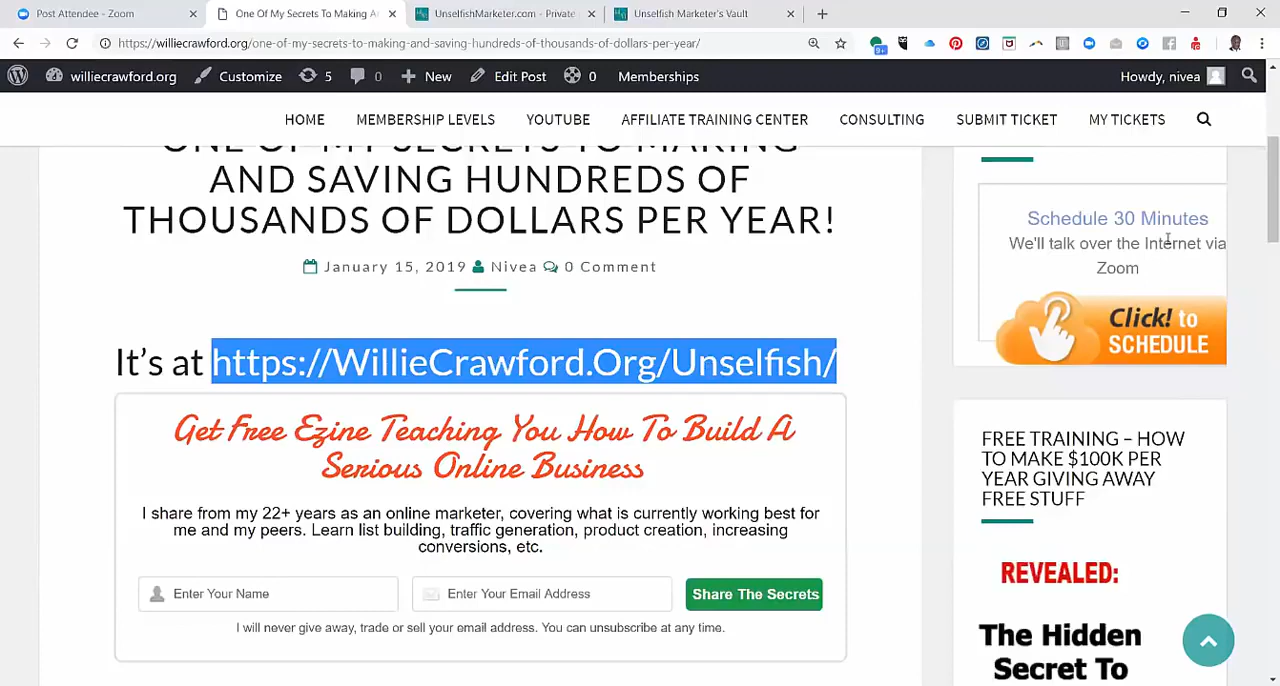 Post Attendee - Zoom
One Of My Secrets To Making A
UnselfishMarketer.com - Private
Unselfish Marketer's Vault
https://williecrawford.org/one-of-my-secrets-to-making-and-saving-hundreds-of-thousands-of-dollars-per-year/
9+
williecrawford.org
Customize
5
0
New
Edit Post
0
Memberships
Howdy, nivea
HOME
MEMBERSHIP LEVELS
YOUTUBE
AFFILIATE TRAINING CENTER
CONSULTING
SUBMIT TICKET
MY TICKETS
ONE OF MY SECRETS TO MAKING
AND SAVING HUNDREDS OF
THOUSANDS OF DOLLARS PER YEAR!
January 15, 2019 Nivea 0 Comment
It's at https://WillieCrawford.Org/Unselfish/
Get Free Ezine Teaching You How To Build A
Serious Online Business
I share from my 22+ years as an online marketer, covering what is currently working best for
me and my peers. Learn list building, traffic generation, product creation, increasing
conversions, etc.
Enter Your Name
Enter Your Email Address
Share The Secrets
I will never give away, trade or sell your email address. You can unsubscribe at any time.
Schedule 30 Minutes
We'll talk over the Internet via
Zoom
Click! to
SCHEDULE
FREE TRAINING – HOW
TO MAKE $100K PER
YEAR GIVING AWAY
FREE STUFF
REVEALED:
The Hidden
Secret To